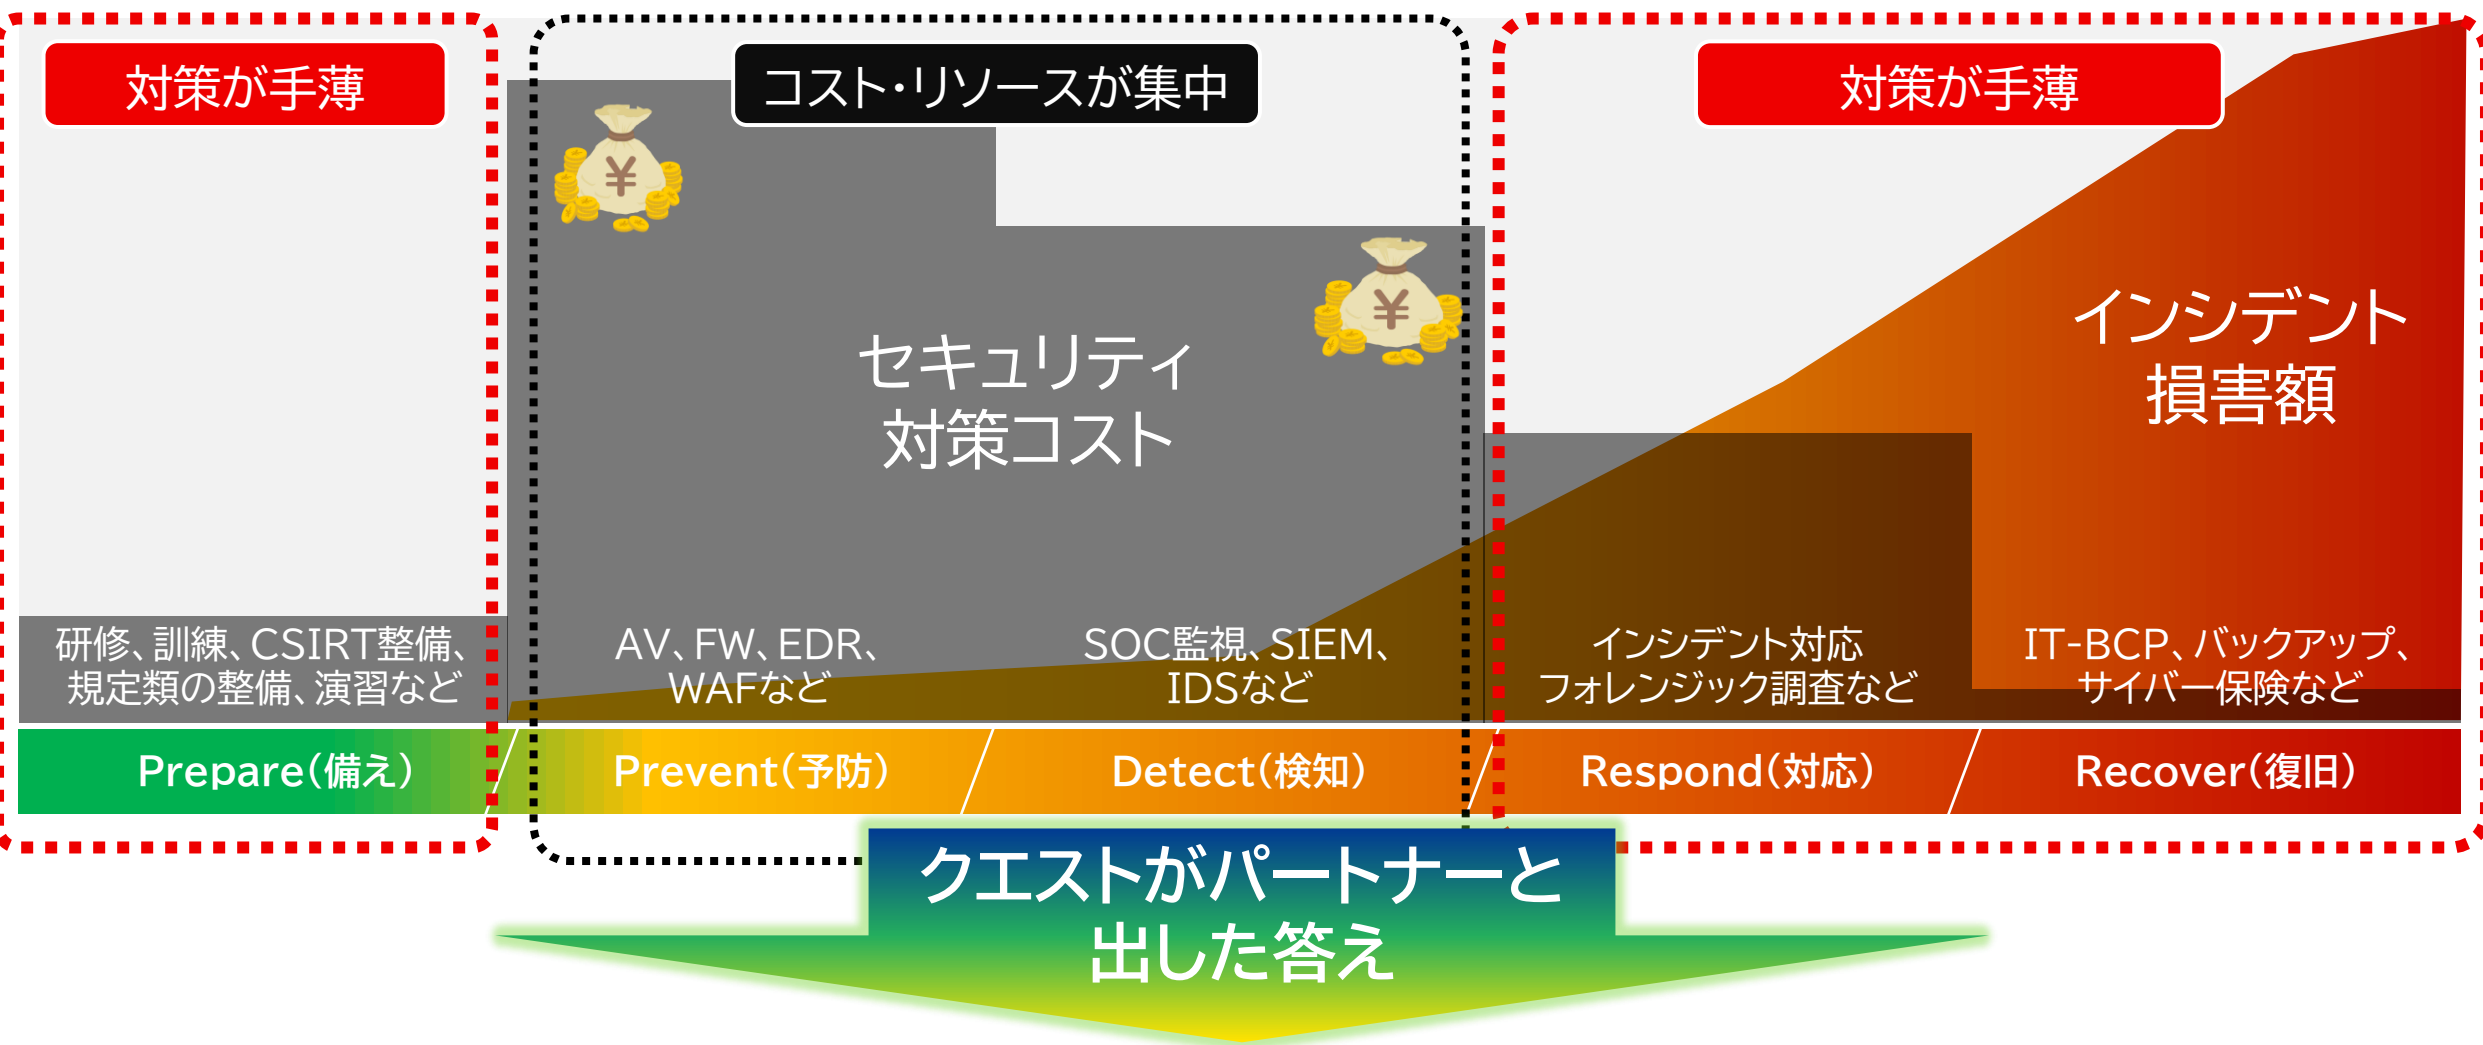 対策が手薄
コスト・リソースが集中
対策が手薄
¥
¥
セキュリティ
対策コスト
インシデント
損害額
研修、訓練、CSIRT整備、
規定類の整備、演習など
AV、FW、EDR、
WAFなど
SOC監視、SIEM、
IDSなど
インシデント対応
フォレンジック調査など
IT-BCP、バックアップ、
サイバー保険など
Prepare(備え)
Prevent(予防)
Detect(検知)
Respond(対応)
Recover(復旧)
クエストがパートナーと
出した答え